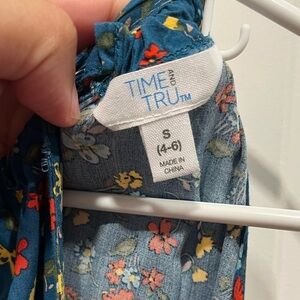 TIME AND
TRU™
S
(4-6)
MADE IN
CHINA